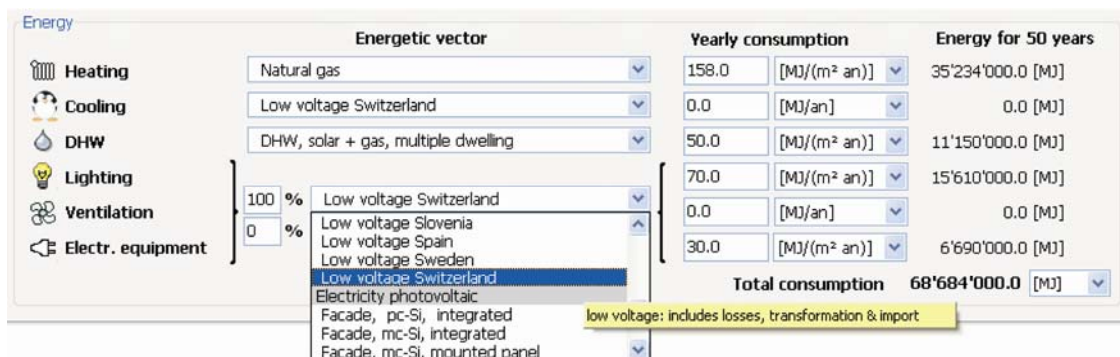 Energy
Energetic vector Yearly consumption Energy for 50 years
Heating Natural gas 158.0 [MJ/(m² an)] 35'234'000.0 [MJ]
Cooling Low voltage Switzerland 0.0 [MJ/an] 0.0 [MJ]
DHW DHW, solar + gas, multiple dwelling 50.0 [MJ/(m² an)] 11'150'000.0 [MJ]
Lighting 70.0 [MJ/(m² an)] 15'610'000.0 [MJ]
100 % Low voltage Switzerland
Ventilation 0.0 [MJ/an] 0.0 [MJ]
0 % Low voltage Slovenia
Low voltage Spain
Electr. equipment 30.0 [MJ/(m² an)] 6'690'000.0 [MJ]
Low voltage Sweden
Low voltage Switzerland
Total consumption 68'684'000.0 [MJ]
Electricity photovoltaic
Facade, pc-Si, integrated
low voltage: includes losses, transformation & import
Facade, mc-Si, integrated
Facade, mc-Si, mounted panel